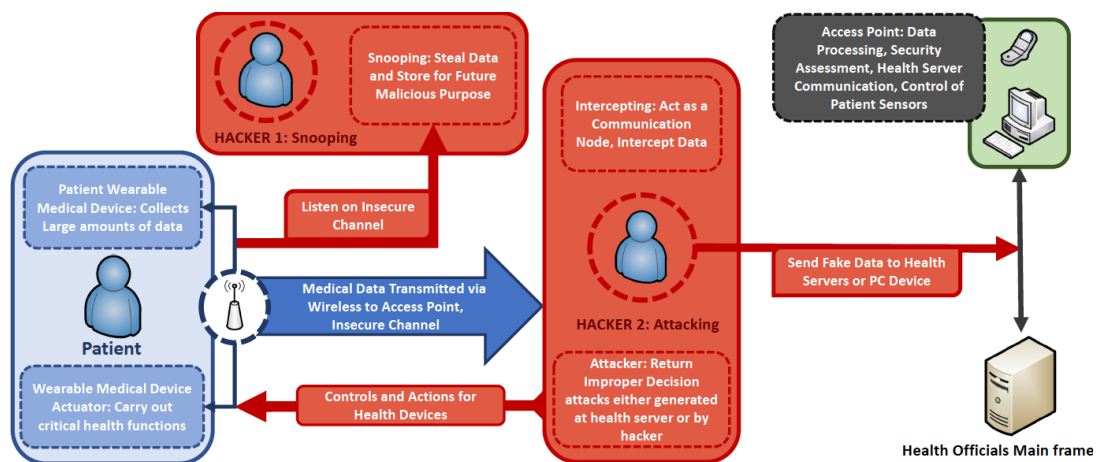 Snooping: Steal Data
and Store for Future
Malicious Purpose
HACKER 1: Snooping
Access Point: Data
Processing, Security
Assessment, Health Server
Communication, Control of
Patient Sensors
Intercepting: Act as a
Communication
Node, Intercept Data
Patient Wearable
Medical Device: Collects
Large amounts of data
Listen on Insecure
Channel
Send Fake Data to Health
Servers or PC Device
Medical Data Transmitted via
Wireless to Access Point,
Insecure Channel
HACKER 2: Attacking
Patient
Wearable Medical Device
Actuator: Carry out
critical health functions
Controls and Actions for
Health Devices
Attacker: Return
Improper Decision
attacks either generated
at health server or by
hacker
Health Officials Main frame